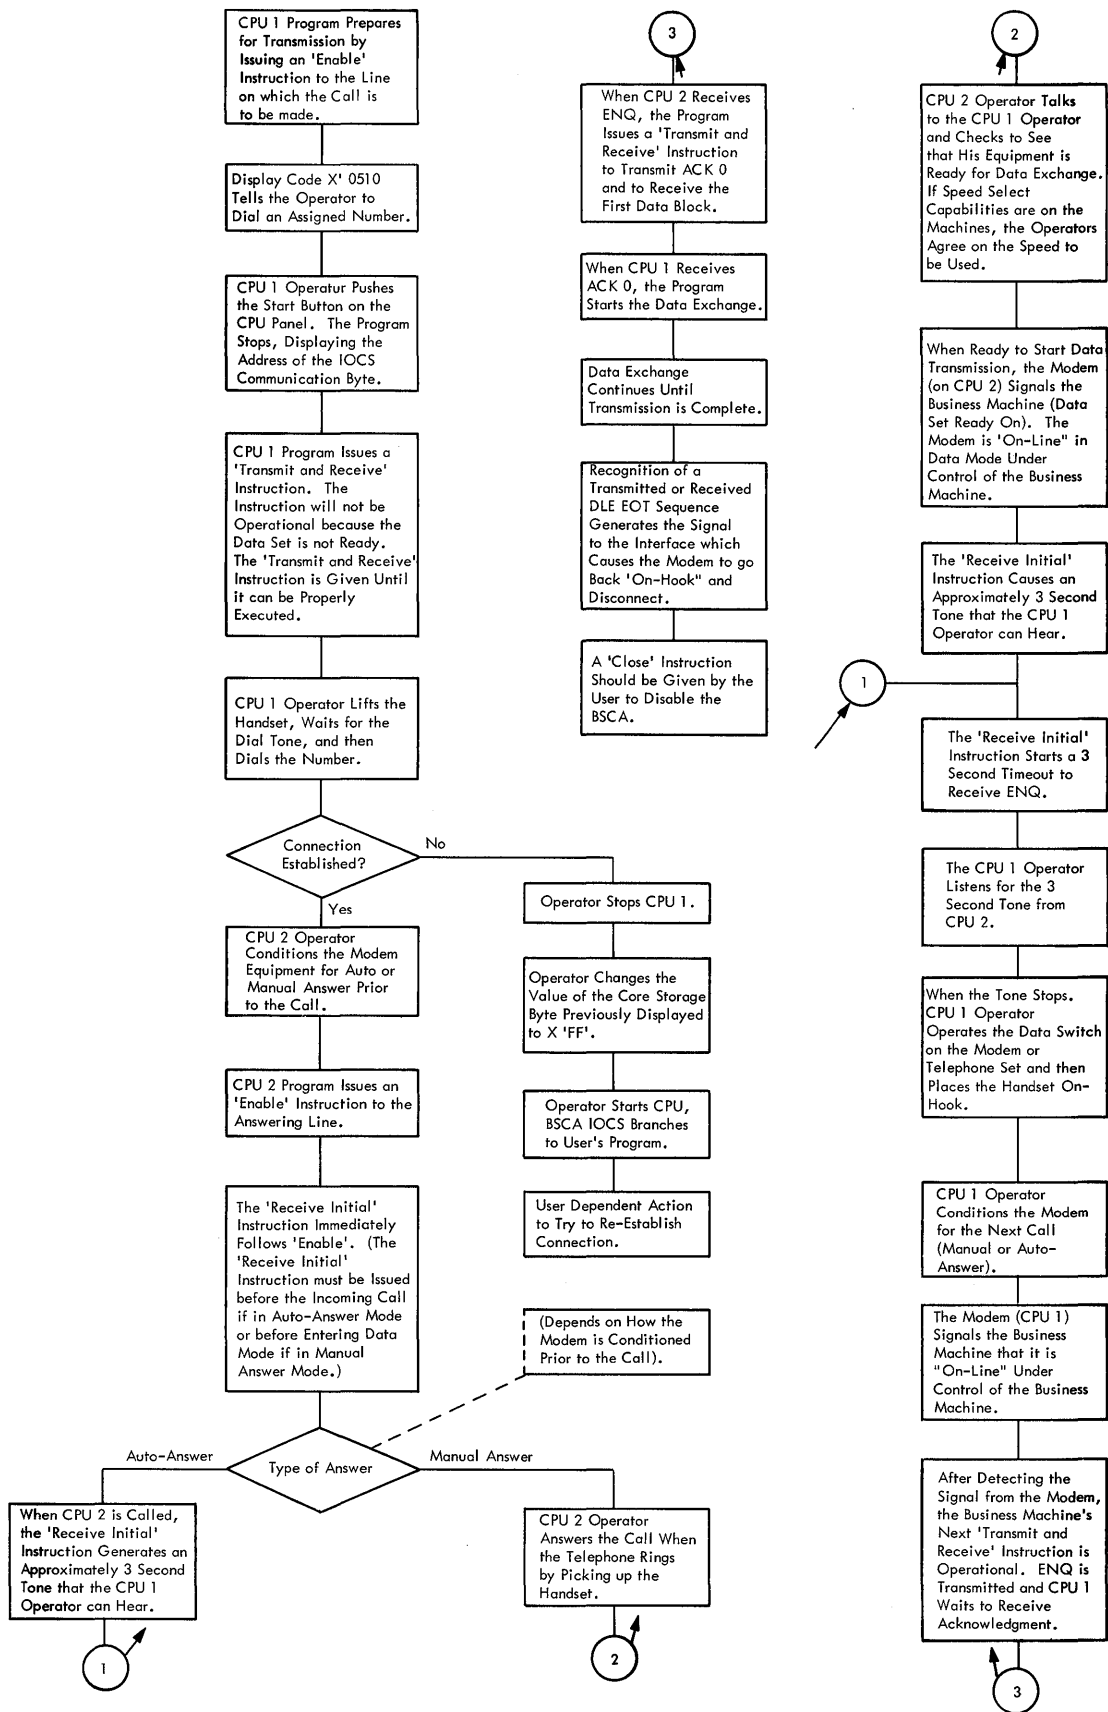 CPU 1 Program Prepares
for Transmission by
Issuing an 'Enable'
Instruction to the Line
on which the Call is
to be made.
Display Code X' 0510
Tells the Operator to
Dial an Assigned Number.
CPU 1 Operatur Pushes
the Start Button on the
CPU Panel. The Program
Stops, Displaying the
Address of the IOCS
Communication Byte.
CPU 1 Program Issues a
'Transmit and Receive'
Instruction. The
Instruction will not be
Operational because the
Data Set is not Ready.
The 'Transmit and Receive'
Instruction is Given Until
it can be Properly
Executed.
CPU 1 Operator Lifts the
Handset, Waits for the
Dial Tone, and then
Dials the Number.
Connection
Established?
No
Yes
CPU 2 Operator
Conditions the Modem
Equipment for Auto or
Manual Answer Prior
to the Call.
CPU 2 Program Issues an
'Enable' Instruction to the
Answering Line.
The 'Receive Initial'
Instruction Immediately
Follows 'Enable'. (The
'Receive Initial'
Instruction must be Issued
before the Incoming Call
if in Auto-Answer Mode
or before Entering Data
Mode if in Manual
Answer Mode.)
Type of Answer
Auto-Answer
Manual Answer
When CPU 2 is Called,
the 'Receive Initial'
Instruction Generates an
Approximately 3 Second
Tone that the CPU 1
Operator can Hear.
1
Operator Stops CPU 1.
Operator Changes the
Value of the Core Storage
Byte Previously Displayed
to X 'FF'.
Operator Starts CPU,
BSCA IOCS Branches
to User's Program.
User Dependent Action
to Try to Re-Establish
Connection.
(Depends on How the
Modem is Conditioned
Prior to the Call).
CPU 2 Operator
Answers the Call When
the Telephone Rings
by Picking up the
Handset.
2
3
When CPU 2 Receives
ENQ, the Program
Issues a 'Transmit and
Receive' Instruction
to Transmit ACK 0
and to Receive the
First Data Block.
When CPU 1 Receives
ACK 0, the Program
Starts the Data Exchange.
Data Exchange
Continues Until
Transmission is Complete.
Recognition of a
Transmitted or Received
DLE EOT Sequence
Generates the Signal
to the Interface which
Causes the Modem to go
Back 'On-Hook" and
Disconnect.
A 'Close' Instruction
Should be Given by the
User to Disable the
BSCA.
2
CPU 2 Operator Talks
to the CPU 1 Operator
and Checks to See
that His Equipment is
Ready for Data Exchange.
If Speed Select
Capabilities are on the
Machines, the Operators
Agree on the Speed to
be Used.
When Ready to Start Data
Transmission, the Modem
(on CPU 2) Signals the
Business Machine (Data
Set Ready On). The
Modem is 'On-Line" in
Data Mode Under
Control of the Business
Machine.
The 'Receive Initial'
Instruction Causes an
Approximately 3 Second
Tone that the CPU 1
Operator can Hear.
1
The 'Receive Initial'
Instruction Starts a 3
Second Timeout to
Receive ENQ.
The CPU 1 Operator
Listens for the 3
Second Tone from
CPU 2.
When the Tone Stops.
CPU 1 Operator
Operates the Data Switch
on the Modem or
Telephone Set and then
Places the Handset On-
Hook.
CPU 1 Operator
Conditions the Modem
for the Next Call
(Manual or Auto-
Answer).
The Modem (CPU 1)
Signals the Business
Machine that it is
"On-Line" Under
Control of the Business
Machine.
After Detecting the
Signal from the Modem,
the Business Machine's
Next 'Transmit and
Receive' Instruction is
Operational. ENQ is
Transmitted and CPU 1
Waits to Receive
Acknowledgment.
3